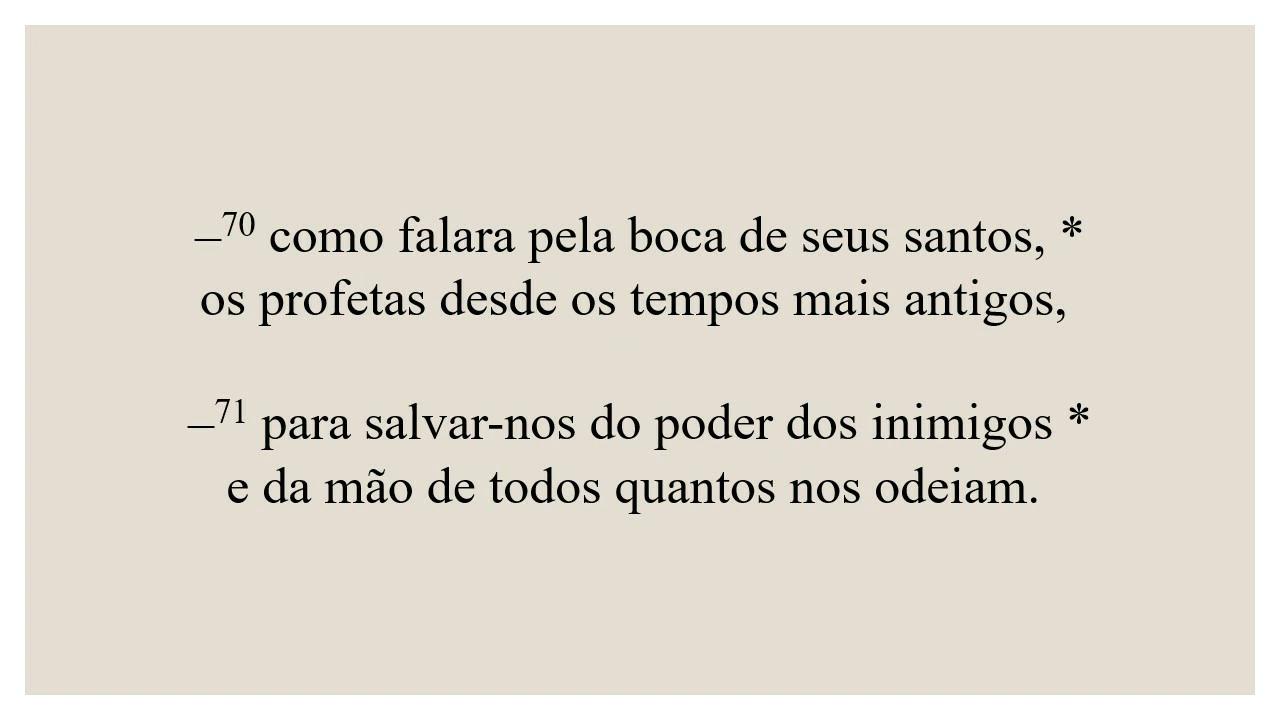 –⁷⁰ como falara pela boca de seus santos, *
os profetas desde os tempos mais antigos,
–⁷¹ para salvar-nos do poder dos inimigos *
e da mão de todos quantos nos odeiam.